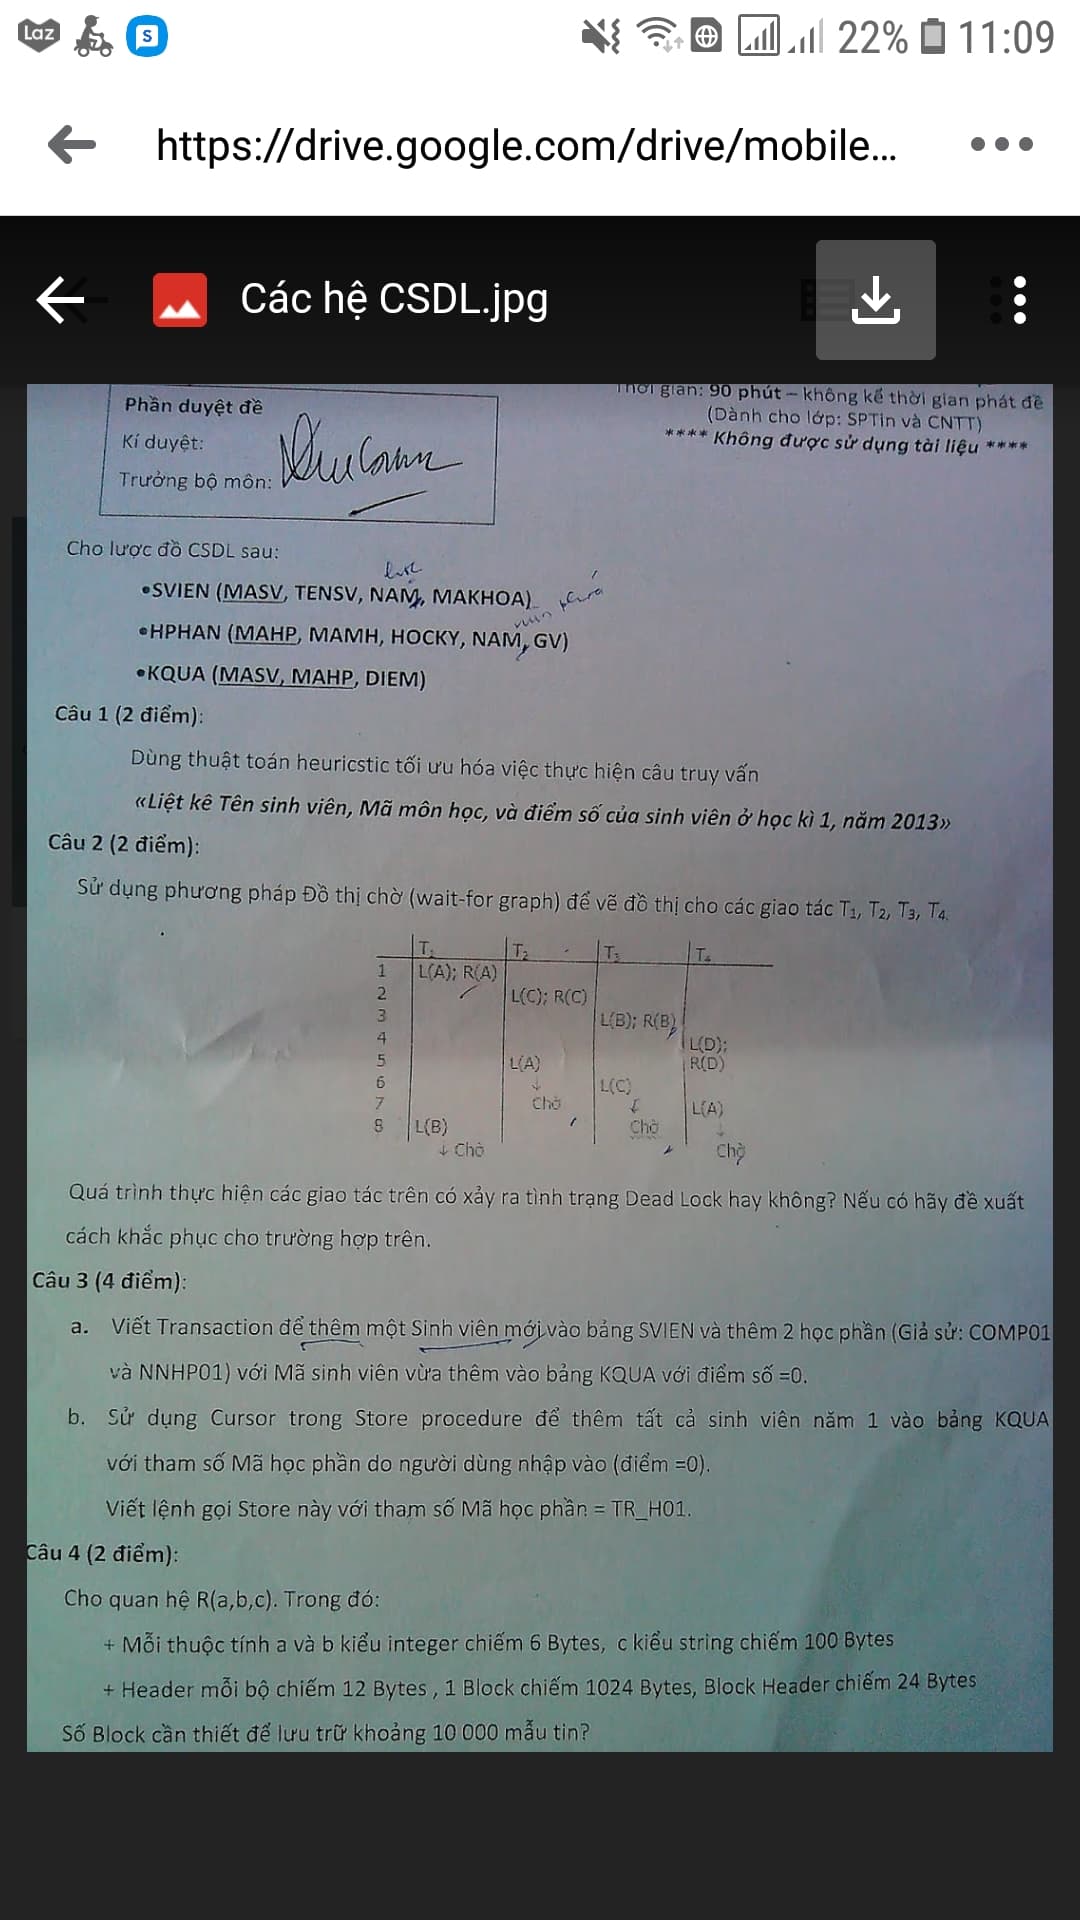 Laz
S
22% 11:09
https://drive.google.com/drive/mobile...
Các hệ CSDL.jpg
Phần duyệt đề
Kí duyệt:
Trưởng bộ môn:
Thời gian: 90 phút – không kể thời gian phát đề
(Dành cho lớp: SPTin và CNTT)
**** Không được sử dụng tài liệu ****
Cho lược đồ CSDL sau:
•SVIEN (MASV, TENSV, NAM, MAKHOA)
•HPHAN (MAHP, MAMH, HOCKY, NAM, GV)
•KQUA (MASV, MAHP, DIEM)
Câu 1 (2 điểm):
Dùng thuật toán heuricstic tối ưu hóa việc thực hiện câu truy vấn
«Liệt kê Tên sinh viên, Mã môn học, và điểm số của sinh viên ở học kì 1, năm 2013»
Câu 2 (2 điểm):
Sử dụng phương pháp Đồ thị chờ (wait-for graph) để vẽ đồ thị cho các giao tác T₁, T₂, T₃, T₄.
T₁ T₂ T₃ T₄
1 L(A); R(A)
2 L(C); R(C)
3 L(B); R(B)
4 L(D);
5 L(A) R(D)
6 ↓ L(C)
7 Chờ ↓ L(A)
8 L(B) Chờ ↓
↓ Chờ Chờ
Quá trình thực hiện các giao tác trên có xảy ra tình trạng Dead Lock hay không? Nếu có hãy đề xuất
cách khắc phục cho trường hợp trên.
Câu 3 (4 điểm):
a. Viết Transaction để thêm một Sinh viên mới vào bảng SVIEN và thêm 2 học phần (Giả sử: COMP01
và NNHP01) với Mã sinh viên vừa thêm vào bảng KQUA với điểm số =0.
b. Sử dụng Cursor trong Store procedure để thêm tất cả sinh viên năm 1 vào bảng KQUA
với tham số Mã học phần do người dùng nhập vào (điểm =0).
Viết lệnh gọi Store này với tham số Mã học phần = TR_H01.
Câu 4 (2 điểm):
Cho quan hệ R(a,b,c). Trong đó:
+ Mỗi thuộc tính a và b kiểu integer chiếm 6 Bytes, c kiểu string chiếm 100 Bytes
+ Header mỗi bộ chiếm 12 Bytes , 1 Block chiếm 1024 Bytes, Block Header chiếm 24 Bytes
Số Block cần thiết để lưu trữ khoảng 10 000 mẫu tin?